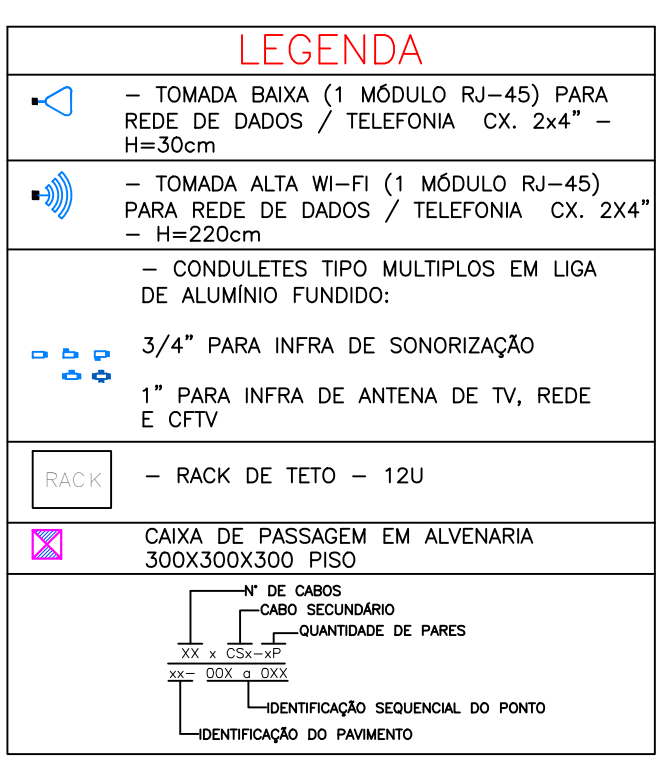 LEGENDA
– TOMADA BAIXA (1 MÓDULO RJ–45) PARA
REDE DE DADOS / TELEFONIA CX. 2x4" –
H=30cm
– TOMADA ALTA WI–FI (1 MÓDULO RJ–45)
PARA REDE DE DADOS / TELEFONIA CX. 2X4"
– H=220cm
– CONDULETES TIPO MULTIPLOS EM LIGA
DE ALUMÍNIO FUNDIDO:
3/4" PARA INFRA DE SONORIZAÇÃO
1" PARA INFRA DE ANTENA DE TV, REDE
E CFTV
RACK
– RACK DE TETO – 12U
CAIXA DE PASSAGEM EM ALVENARIA
300X300X300 PISO
N° DE CABOS
CABO SECUNDÁRIO
QUANTIDADE DE PARES
XX x CSx–xP
xx– 00X a 0XX
IDENTIFICAÇÃO SEQUENCIAL DO PONTO
IDENTIFICAÇÃO DO PAVIMENTO